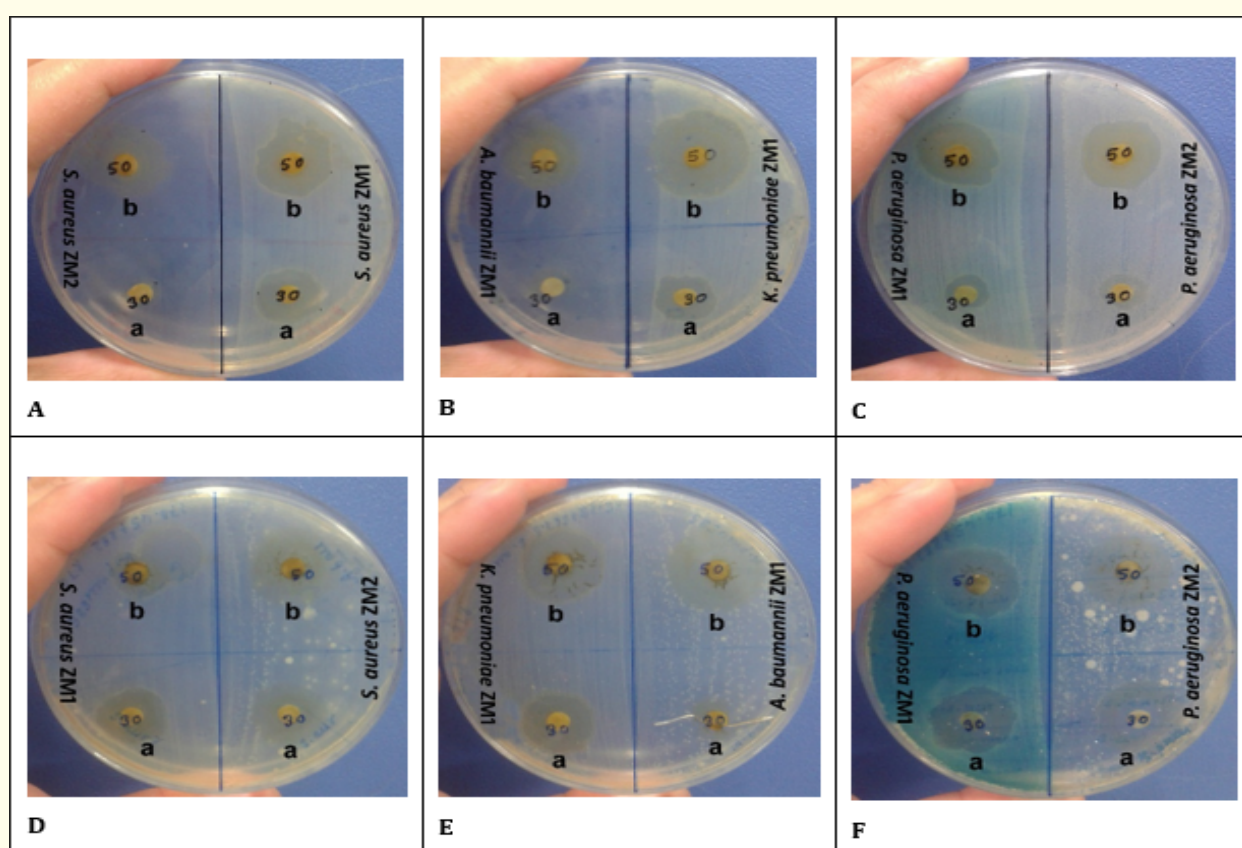 50
50
S. aureus ZM2
b
b
S. aureus ZM1
30
30
a
a
A
50
50
A. baumannii ZM1
b
b
K. pneumoniae ZM1
30
30
a
a
B
50
50
P. aeruginosa ZM1
b
b
P. aeruginosa ZM2
30
30
a
a
C
50
50
S. aureus ZM1
b
b
S. aureus ZM2
30
30
a
a
D
50
50
K. pneumoniae ZM1
b
b
A. baumannii ZM1
30
30
a
a
E
50
50
P. aeruginosa ZM1
b
b
P. aeruginosa ZM2
30
30
a
a
F